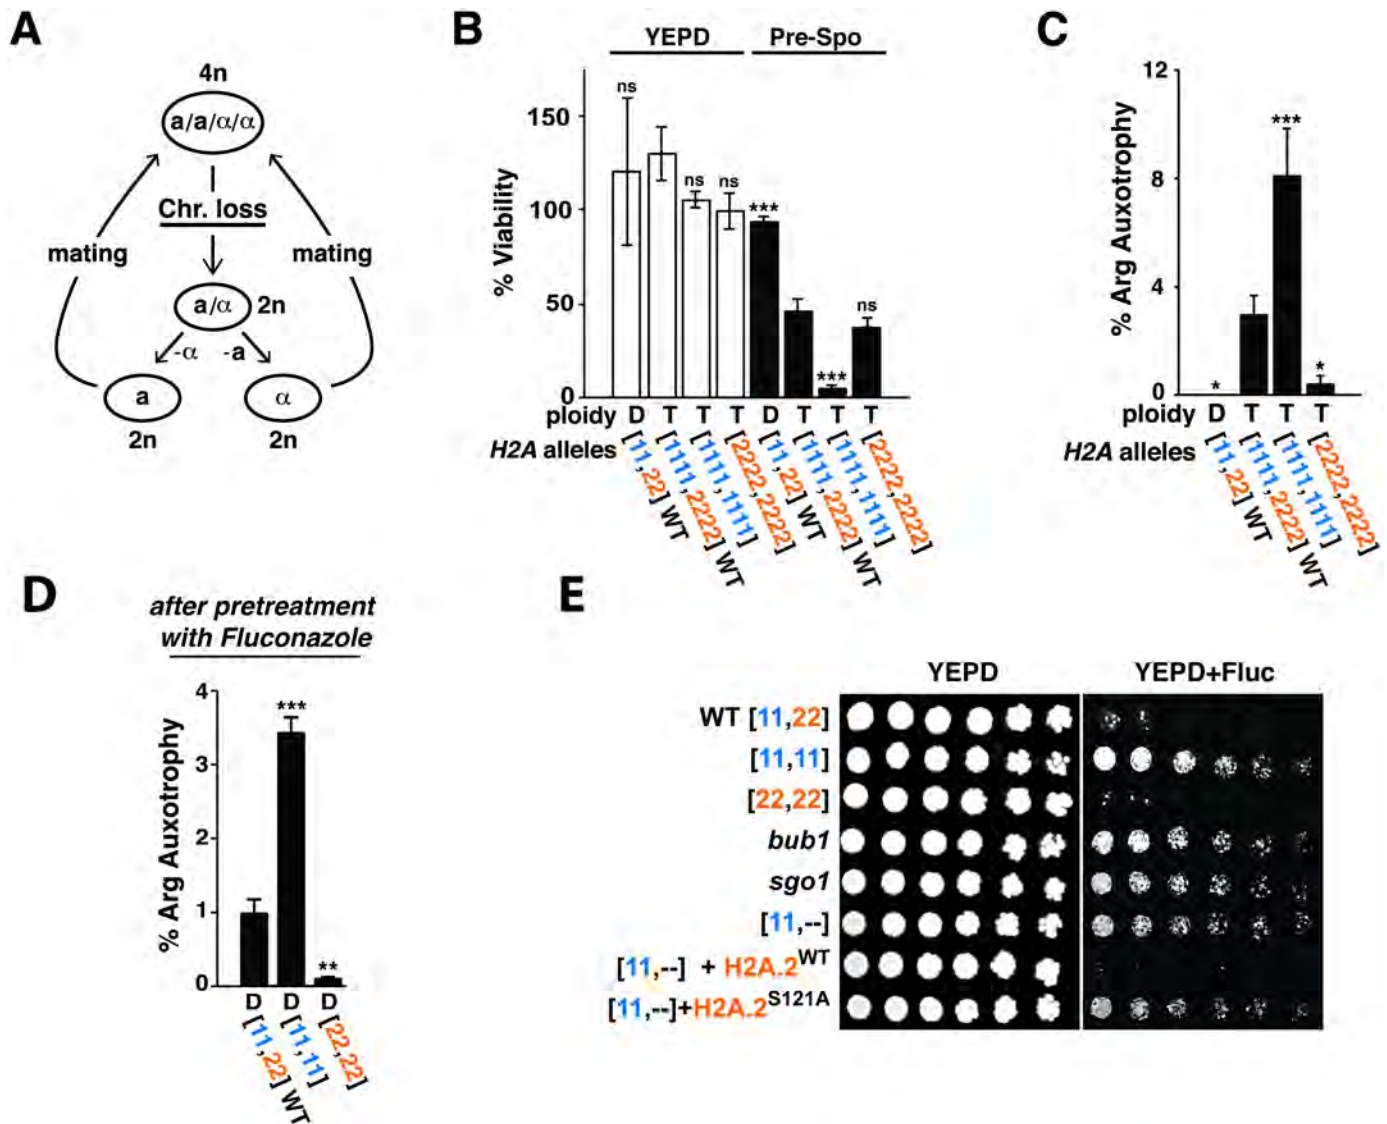 A
4n
a/a/α/α
Chr. loss
mating
mating
a/α
2n
-α
-a
a
α
2n
2n
B
YEPD
Pre-Spo
% Viability
150
100
50
0
ns
ns
ns
***
***
ns
ploidy D T T T D T T T
H2A alleles
[11,22] WT
[1111,2222] WT
[1111,1111]
[2222,2222]
[11,22] WT
[1111,2222] WT
[1111,1111]
[2222,2222]
C
% Arg Auxotrophy
12
8
4
0
*
***
*
ploidy D T T T
H2A alleles
[11,22] WT
[1111,2222] WT
[1111,1111]
[2222,2222]
D
after pretreatment
with Fluconazole
% Arg Auxotrophy
4
3
2
1
0
***
**
D D D
[11,22] WT
[11,11]
[22,22]
E
YEPD
YEPD+Fluc
WT [11,22]
[11,11]
[22,22]
bub1
sgo1
[11,--]
[11,--] + H2A.2WT
[11,--]+H2A.2S121A